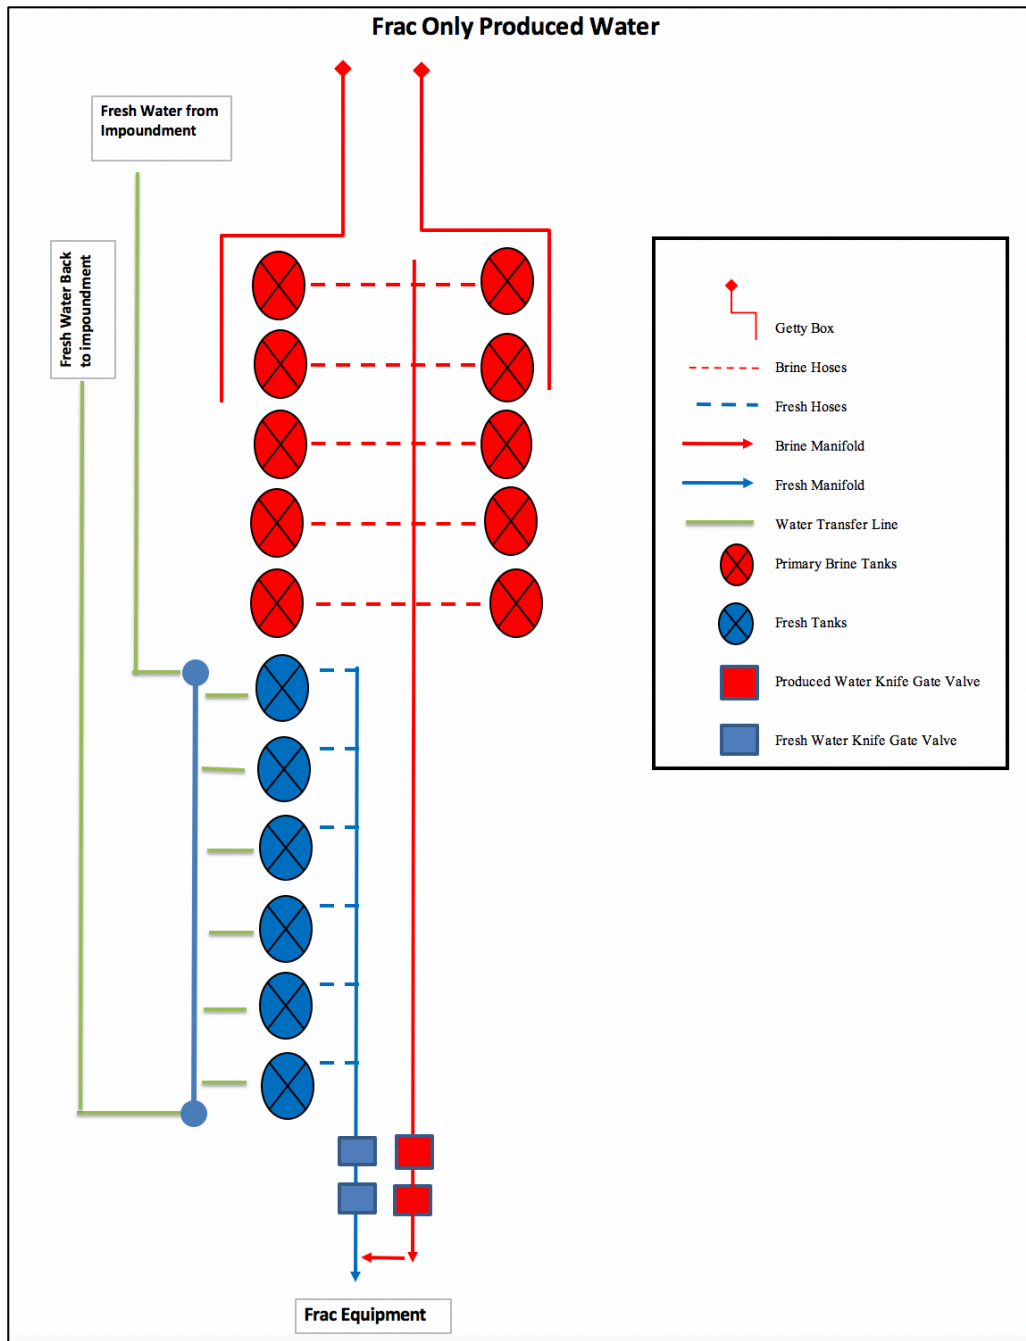 Frac Only Produced Water
Fresh Water from
Impoundment
Fresh Water Back
to impoundment
Getty Box
Brine Hoses
Fresh Hoses
Brine Manifold
Fresh Manifold
Water Transfer Line
Primary Brine Tanks
Fresh Tanks
Produced Water Knife Gate Valve
Fresh Water Knife Gate Valve
Frac Equipment